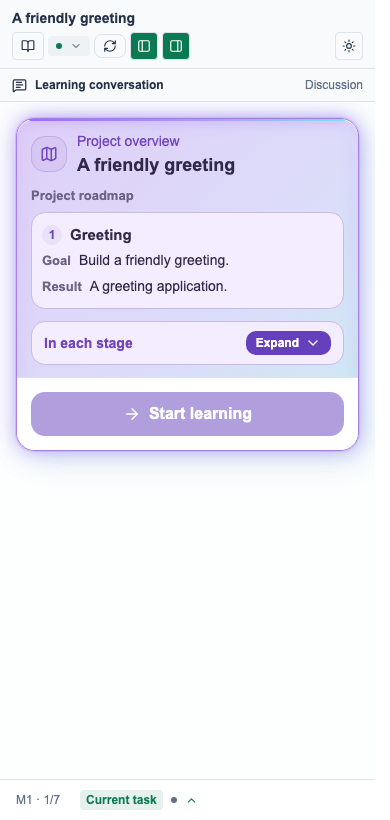 A friendly greeting
Learning conversation
Discussion
Project overview
A friendly greeting
Project roadmap
1 Greeting
Goal Build a friendly greeting.
Result A greeting application.
In each stage
Expand
Start learning
M1 · 1/7
Current task